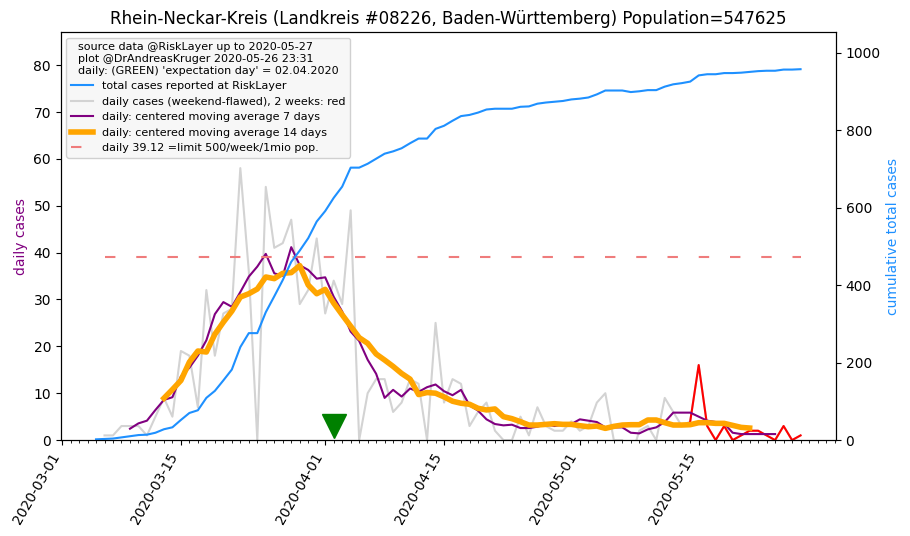 Rhein-Neckar-Kreis (Landkreis #08226, Baden-Württemberg) Population=547625
source data @RiskLayer up to 2020-05-27
plot @DrAndreasKruger 2020-05-26 23:31
daily: (GREEN) 'expectation day' = 02.04.2020
total cases reported at RiskLayer
daily cases (weekend-flawed), 2 weeks: red
daily: centered moving average 7 days
daily: centered moving average 14 days
daily 39.12 =limit 500/week/1mio pop.
daily cases
80
70
60
50
40
30
20
10
0
cumulative total cases
1000
800
600
400
200
0
2020-03-01
2020-03-15
2020-04-01
2020-04-15
2020-05-01
2020-05-15